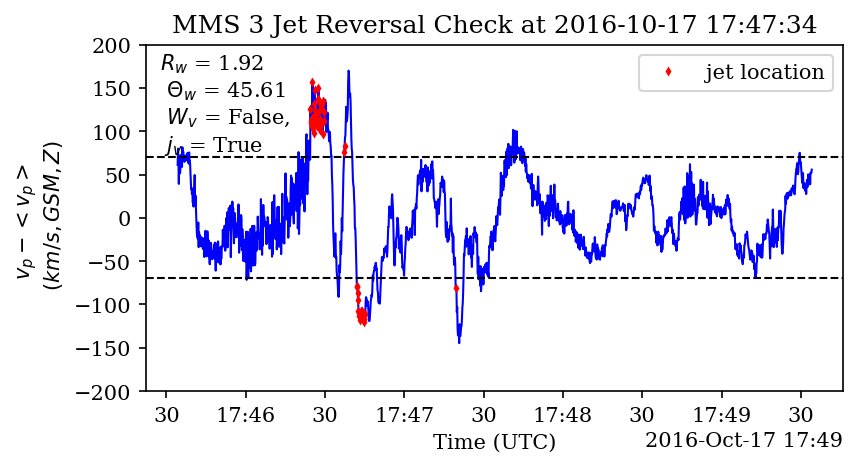 MMS 3 Jet Reversal Check at 2016-10-17 17:47:34
R_w = 1.92
Θ_w = 45.61
W_v = False,
j_v = True
jet location
v_p − < v_p >
(km/s, GSM, Z)
200
150
100
50
0
−50
−100
−150
−200
30
17:46
30
17:47
30
17:48
30
17:49
30
Time (UTC)
2016-Oct-17 17:49